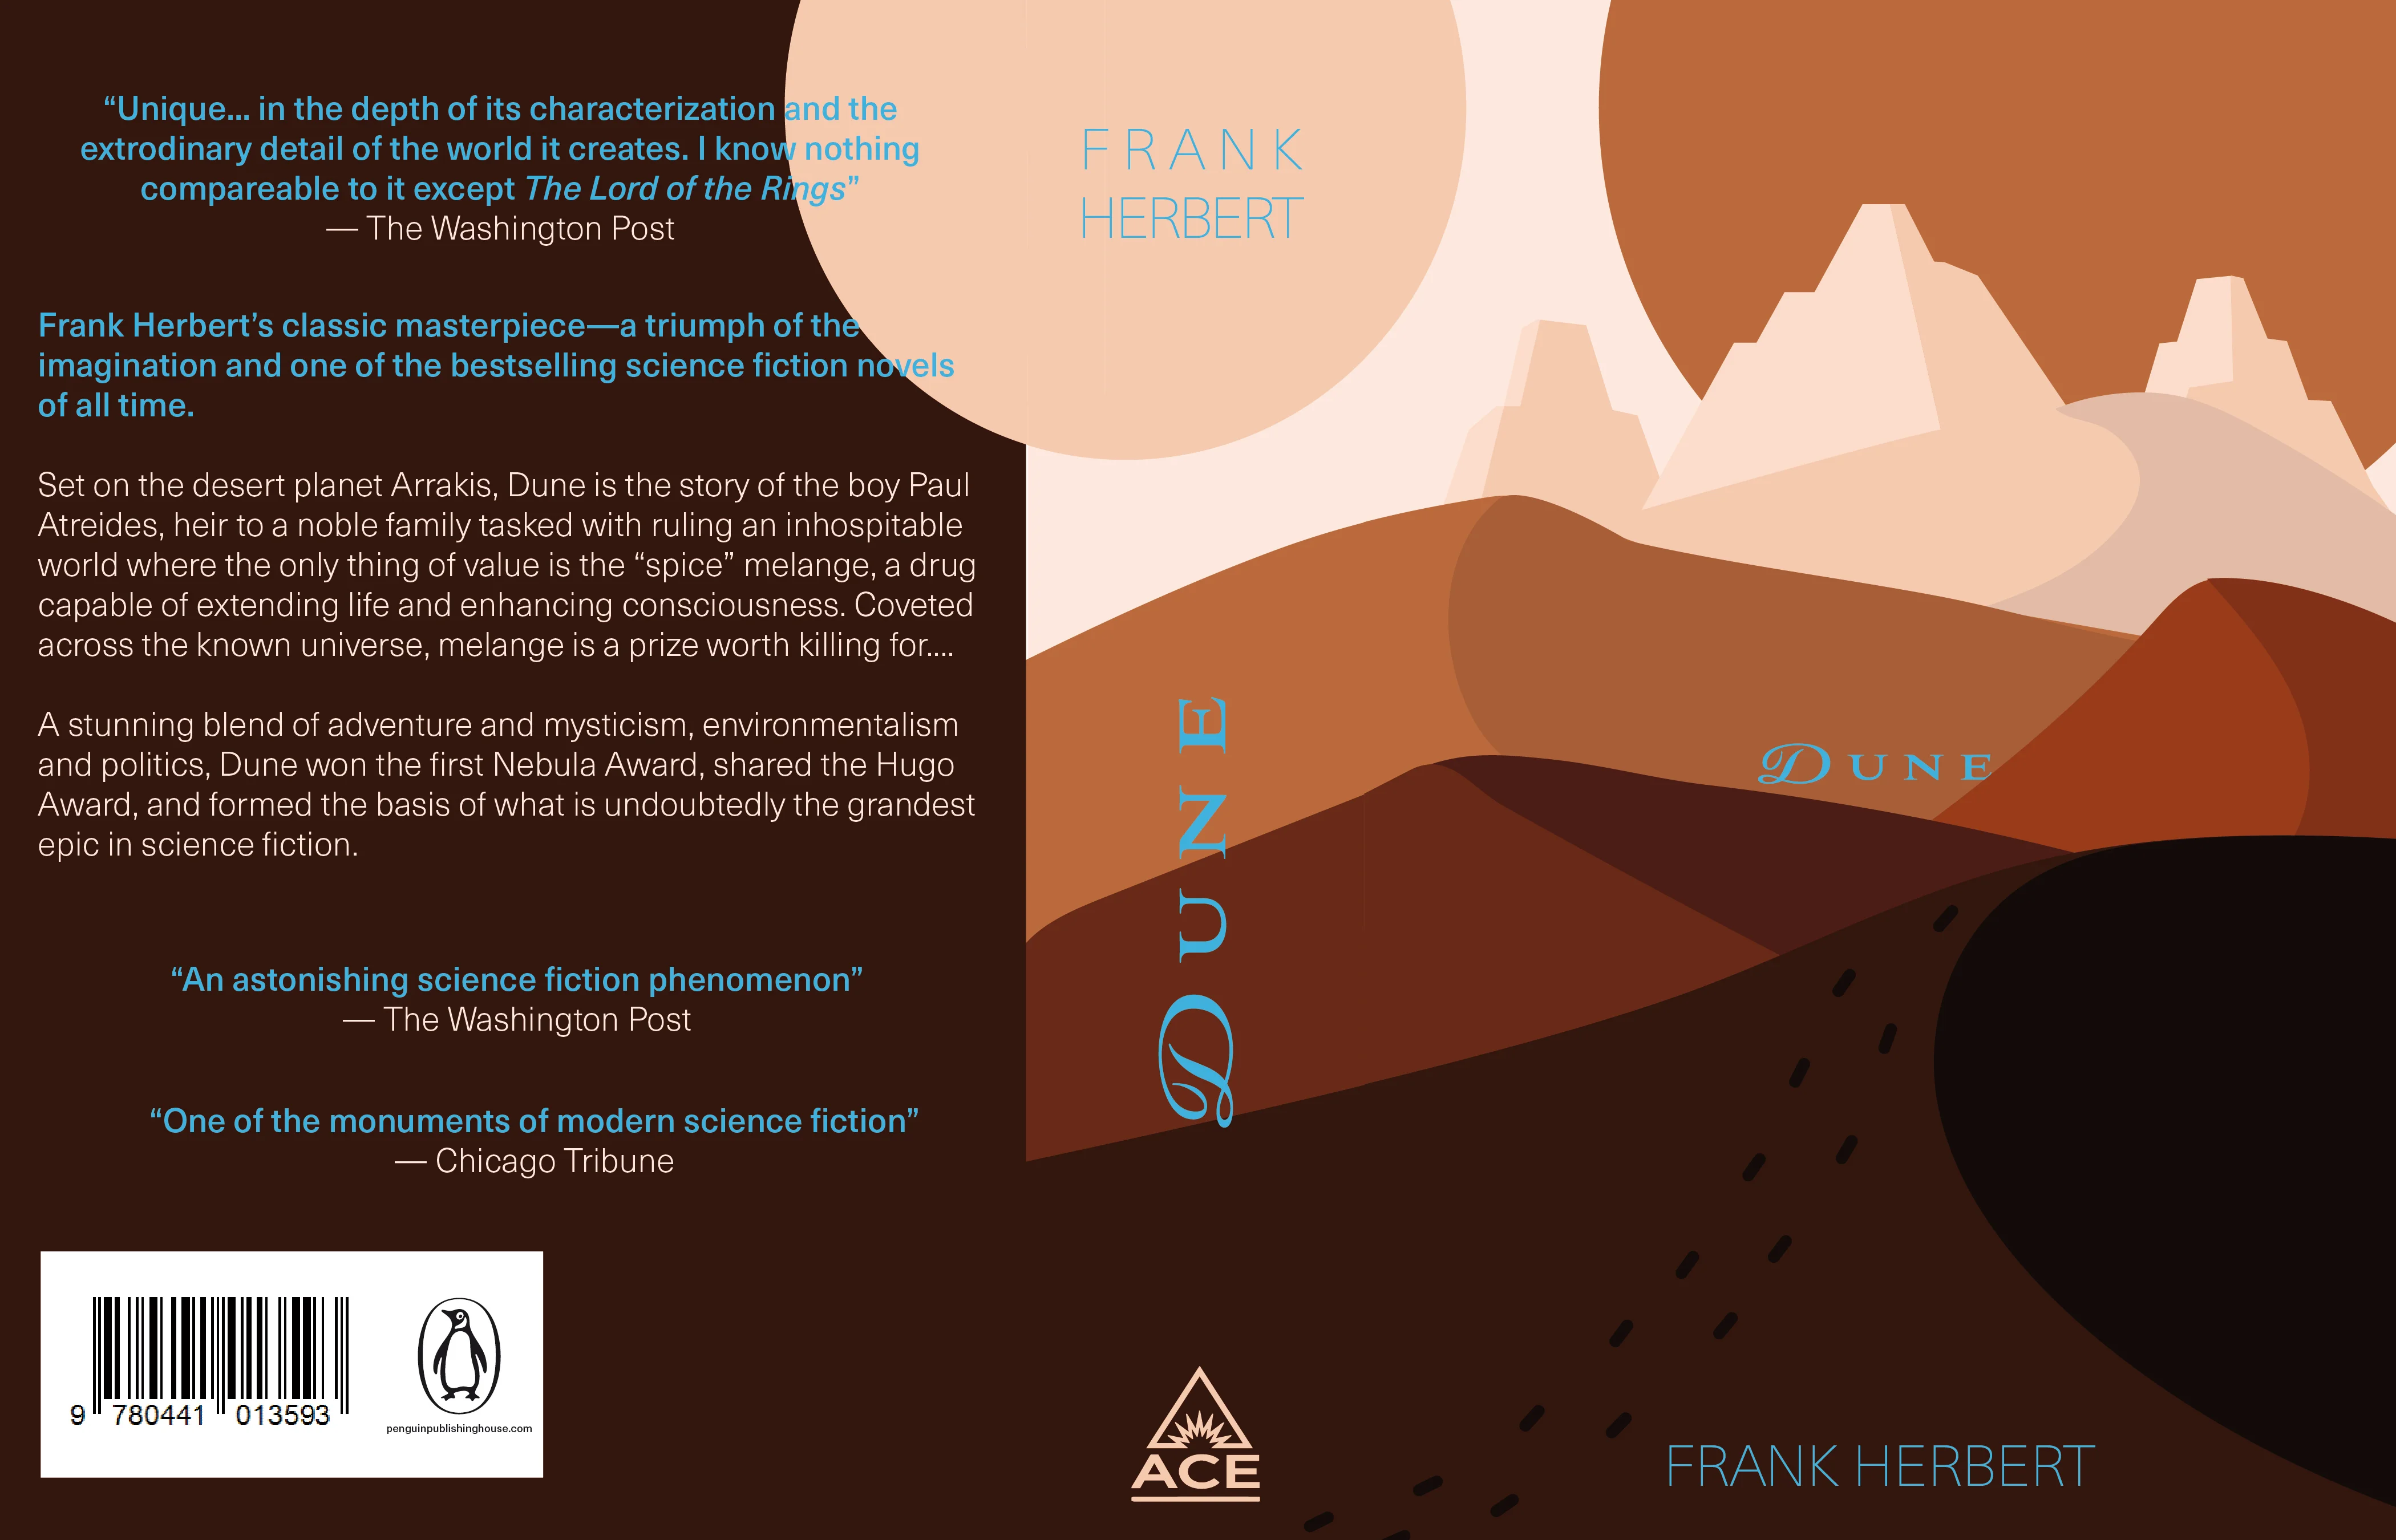 “Unique... in the depth of its characterization and the
extrodinary detail of the world it creates. I know nothing
compareable to it except The Lord of the Rings”
— The Washington Post
Frank Herbert’s classic masterpiece—a triumph of the
imagination and one of the bestselling science fiction novels
of all time.
Set on the desert planet Arrakis, Dune is the story of the boy Paul
Atreides, heir to a noble family tasked with ruling an inhospitable
world where the only thing of value is the “spice” melange, a drug
capable of extending life and enhancing consciousness. Coveted
across the known universe, melange is a prize worth killing for....
A stunning blend of adventure and mysticism, environmentalism
and politics, Dune won the first Nebula Award, shared the Hugo
Award, and formed the basis of what is undoubtedly the grandest
epic in science fiction.
“An astonishing science fiction phenomenon”
— The Washington Post
“One of the monuments of modern science fiction”
— Chicago Tribune
9 780441 013593
penguinpublishinghouse.com
FRANK
HERBERT
DUNE
ACE
DUNE
FRANK HERBERT